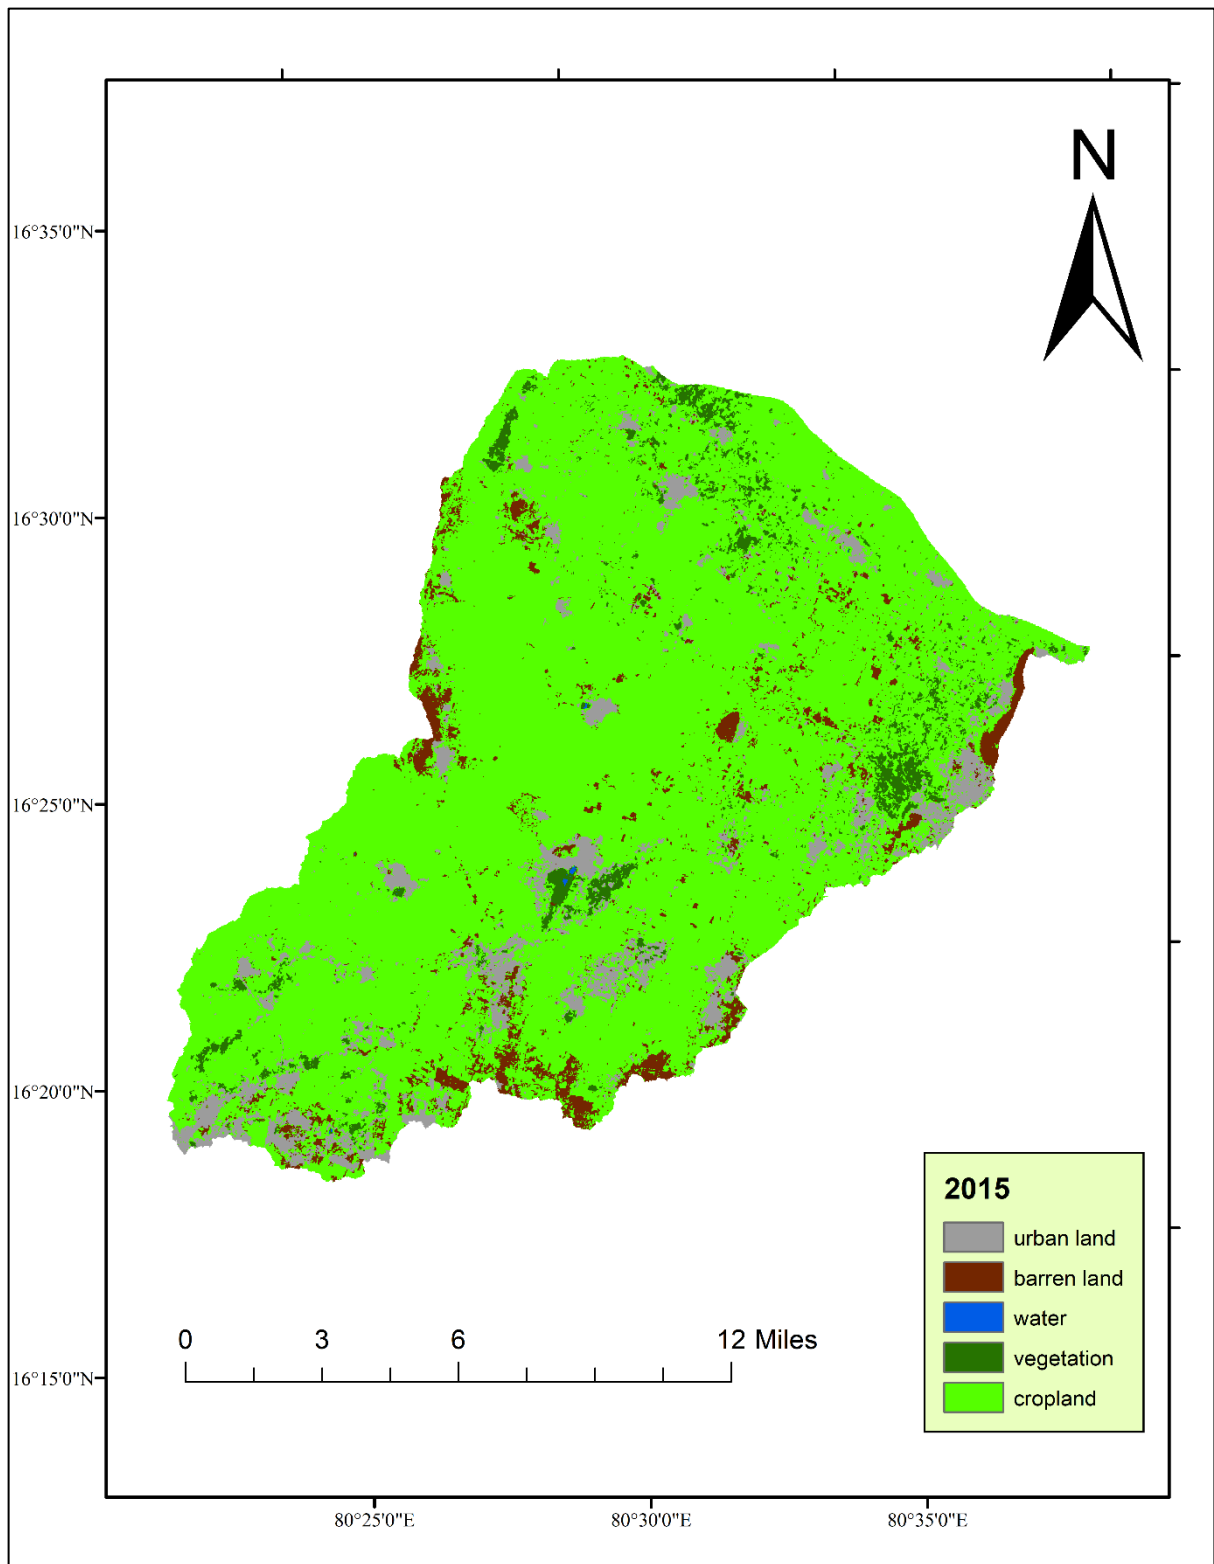 N
16°35'0"N
16°30'0"N
16°25'0"N
16°20'0"N
16°15'0"N
2015
urban land
barren land
water
vegetation
cropland
0 3 6 12 Miles
80°25'0"E 80°30'0"E 80°35'0"E